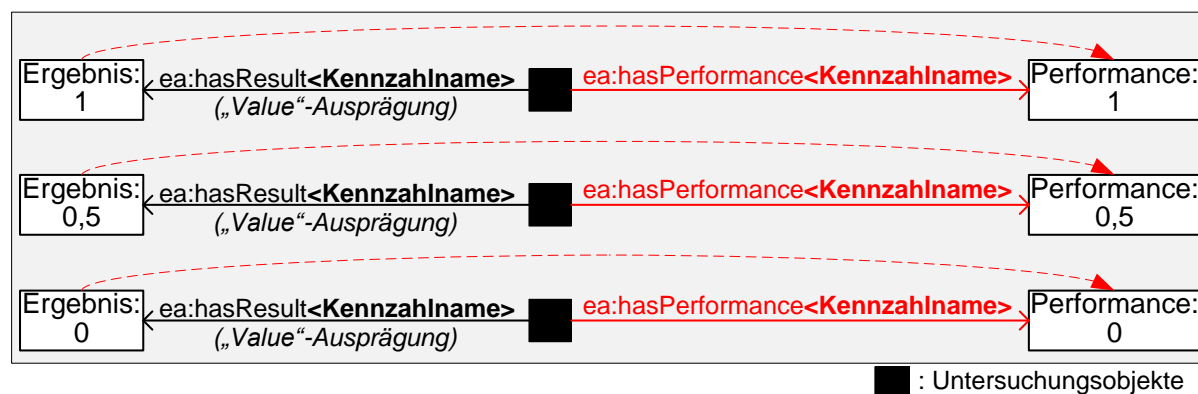 Ergebnis: ea:hasResult<Kennzahlname> ea:hasPerformance<Kennzahlname> Performance:
1 („Value“-Ausprägung) 1
Ergebnis: ea:hasResult<Kennzahlname> ea:hasPerformance<Kennzahlname> Performance:
0,5 („Value“-Ausprägung) 0,5
Ergebnis: ea:hasResult<Kennzahlname> ea:hasPerformance<Kennzahlname> Performance:
0 („Value“-Ausprägung) 0
: Untersuchungsobjekte